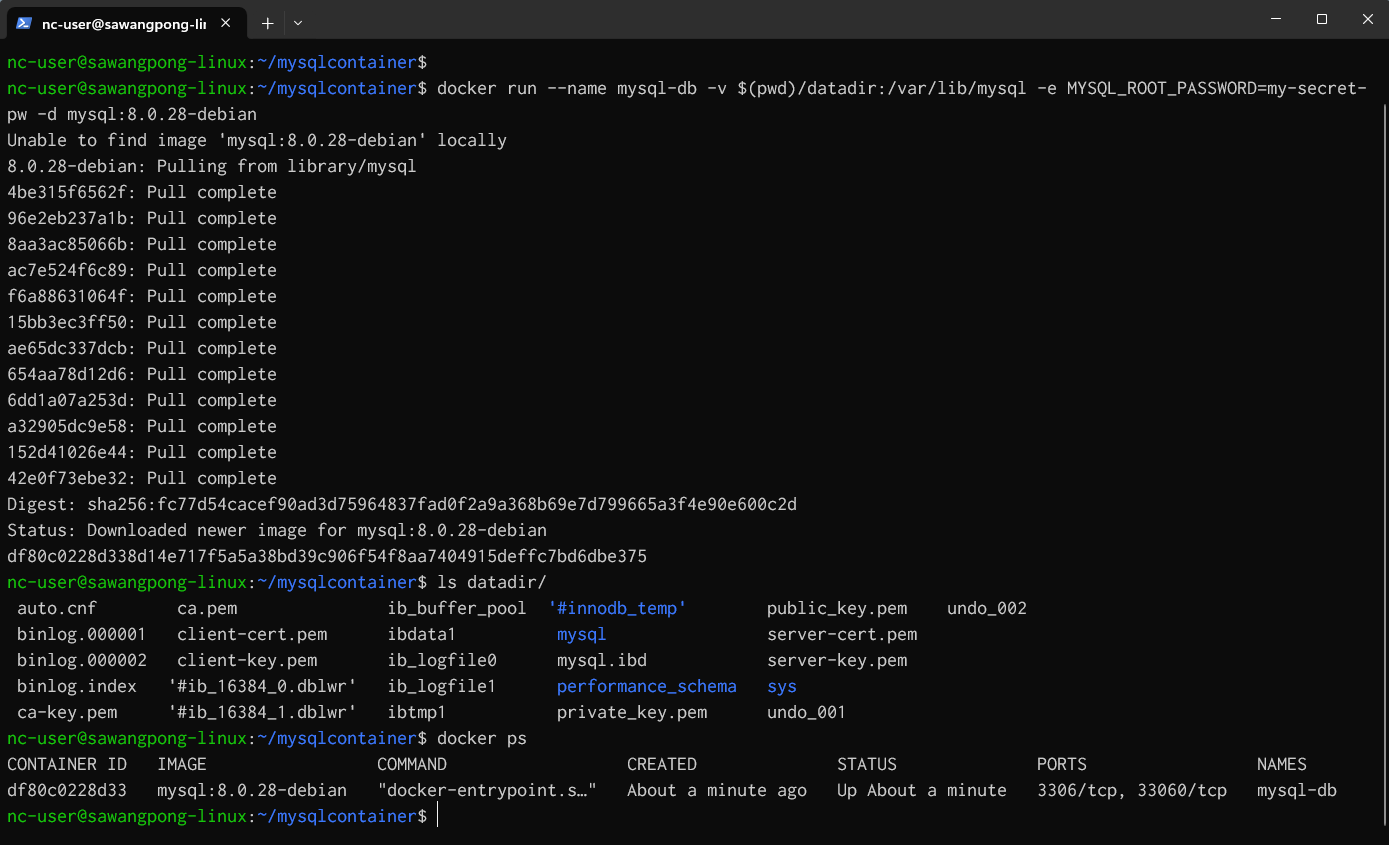 nc-user@sawangpong-lir
nc-user@sawangpong-linux:~/mysqlcontainer$
nc-user@sawangpong-linux:~/mysqlcontainer$ docker run --name mysql-db -v $(pwd)/datadir:/var/lib/mysql -e MYSQL_ROOT_PASSWORD=my-secret-
pw -d mysql:8.0.28-debian
Unable to find image 'mysql:8.0.28-debian' locally
8.0.28-debian: Pulling from library/mysql
4be315f6562f: Pull complete
96e2eb237a1b: Pull complete
8aa3ac85066b: Pull complete
ac7e524f6c89: Pull complete
f6a88631064f: Pull complete
15bb3ec3ff50: Pull complete
ae65dc337dcb: Pull complete
654aa78d12d6: Pull complete
6dd1a07a253d: Pull complete
a32905dc9e58: Pull complete
152d41026e44: Pull complete
42e0f73ebe32: Pull complete
Digest: sha256:fc77d54cacef90ad3d75964837fad0f2a9a368b69e7d799665a3f4e90e600c2d
Status: Downloaded newer image for mysql:8.0.28-debian
df80c0228d338d14e717f5a5a38bd39c906f54f8aa7404915deffc7bd6dbe375
nc-user@sawangpong-linux:~/mysqlcontainer$ ls datadir/
auto.cnf ca.pem ib_buffer_pool '#innodb_temp' public_key.pem undo_002
binlog.000001 client-cert.pem ibdata1 mysql server-cert.pem
binlog.000002 client-key.pem ib_logfile0 mysql.ibd server-key.pem
binlog.index '#ib_16384_0.dblwr' ib_logfile1 performance_schema sys
ca-key.pem '#ib_16384_1.dblwr' ibtmp1 private_key.pem undo_001
nc-user@sawangpong-linux:~/mysqlcontainer$ docker ps
CONTAINER ID IMAGE COMMAND CREATED STATUS PORTS NAMES
df80c0228d33 mysql:8.0.28-debian "docker-entrypoint.s…" About a minute ago Up About a minute 3306/tcp, 33060/tcp mysql-db
nc-user@sawangpong-linux:~/mysqlcontainer$